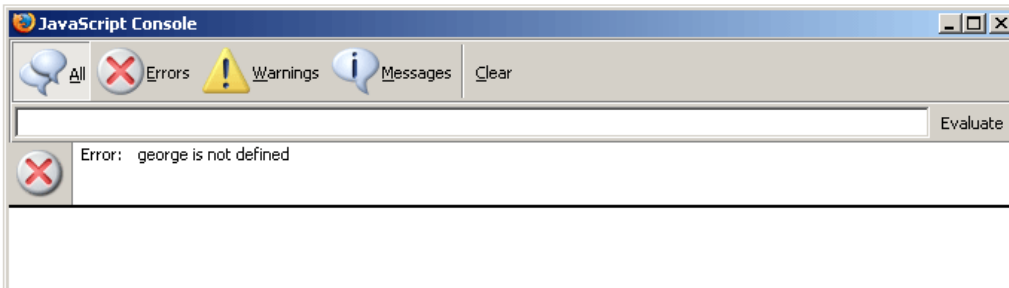 JavaScript Console
All Errors Warnings Messages Clear
Evaluate
Error: george is not defined